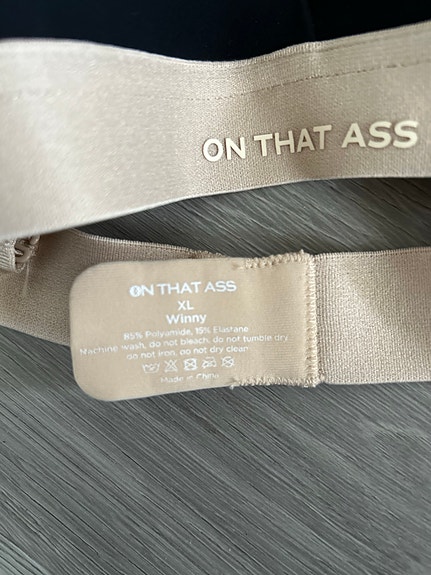 ON THAT ASS
ON THAT ASS
XL
Winny
85% Polyamide, 15% Elastane
Machine wash, do not bleach, do not tumble dry
do not iron, do not dry clean
Made in China